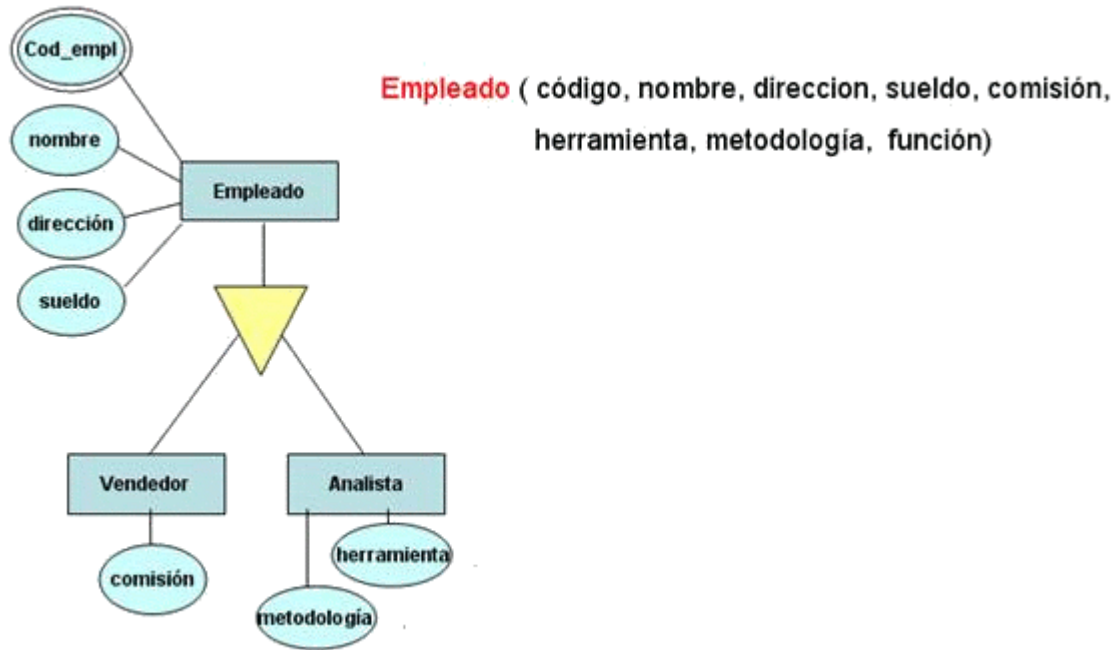 Cod_empl
Empleado ( código, nombre, direccion, sueldo, comisión,
herramienta, metodología, función)
nombre
Empleado
dirección
sueldo
Vendedor
Analista
herramienta
comisión
metodología